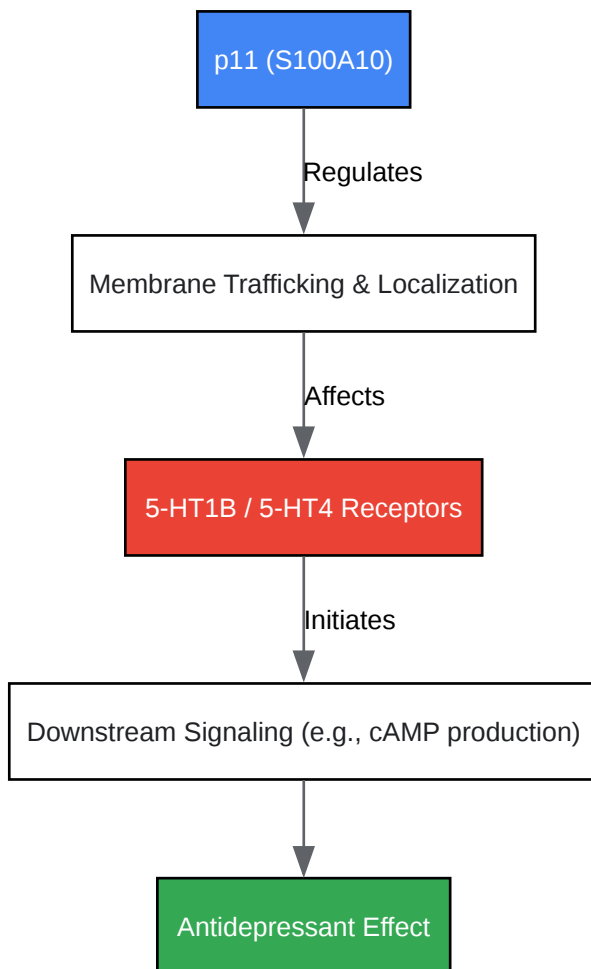 p11 (S100A10)
Regulates
Membrane Trafficking & Localization
Affects
5-HT1B / 5-HT4 Receptors
Initiates
Downstream Signaling (e.g., cAMP production)
Antidepressant Effect